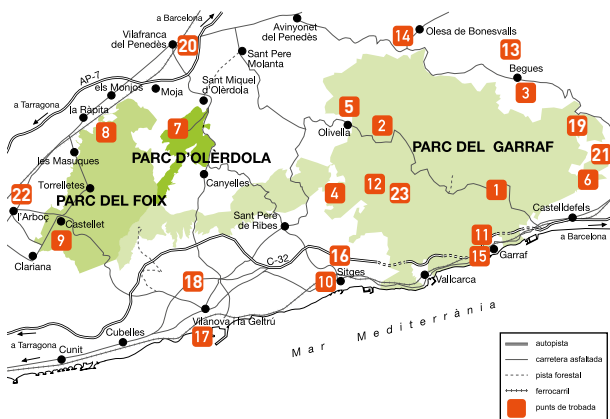 a Barcelona
Vilafranca
del Penedès
20
Avinyonet
del Penedès
14
Olesa de Bonesvalls
13
Begues
3
Sant Pere
Molanta
AP-7
els Monjos
Moja
Sant Miquel
d'Olèrdola
a Tarragona
la Ràpita
8
7
5
Olivella
2
19
21
6
les Masuques
PARC D'OLÈRDOLA
PARC DEL GARRAF
Torrelletes
PARC DEL FOIX
Canyelles
4
12
23
1
22
l'Arboç
Castellet
9
Sant Pere
de Ribes
Castelldefels
a Barcelona
Clariana
C-32
16
11
15
Garraf
18
10
Sitges
Vallcarca
Vilanova i la Geltrú
17
Cubelles
a Tarragona
Cunit
Mar Mediterrània
autopista
carretera asfaltada
pista forestal
ferrocarril
punts de trobada